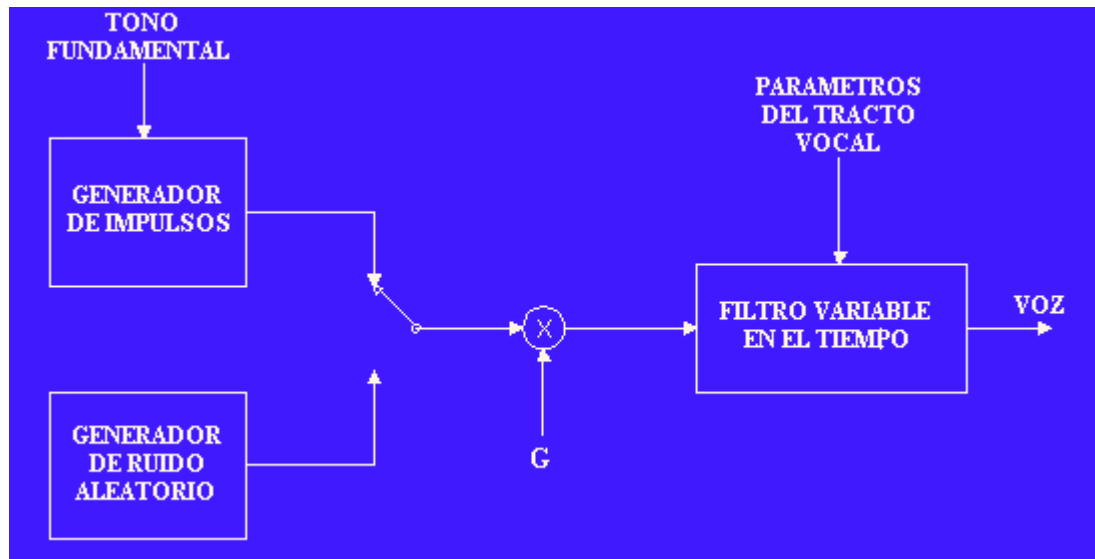 TONO
FUNDAMENTAL
PARAMETROS
DEL TRACTO
VOCAL
GENERADOR
DE IMPULSOS
FILTRO VARIABLE
EN EL TIEMPO
VOZ
X
G
GENERADOR
DE RUIDO
ALEATORIO